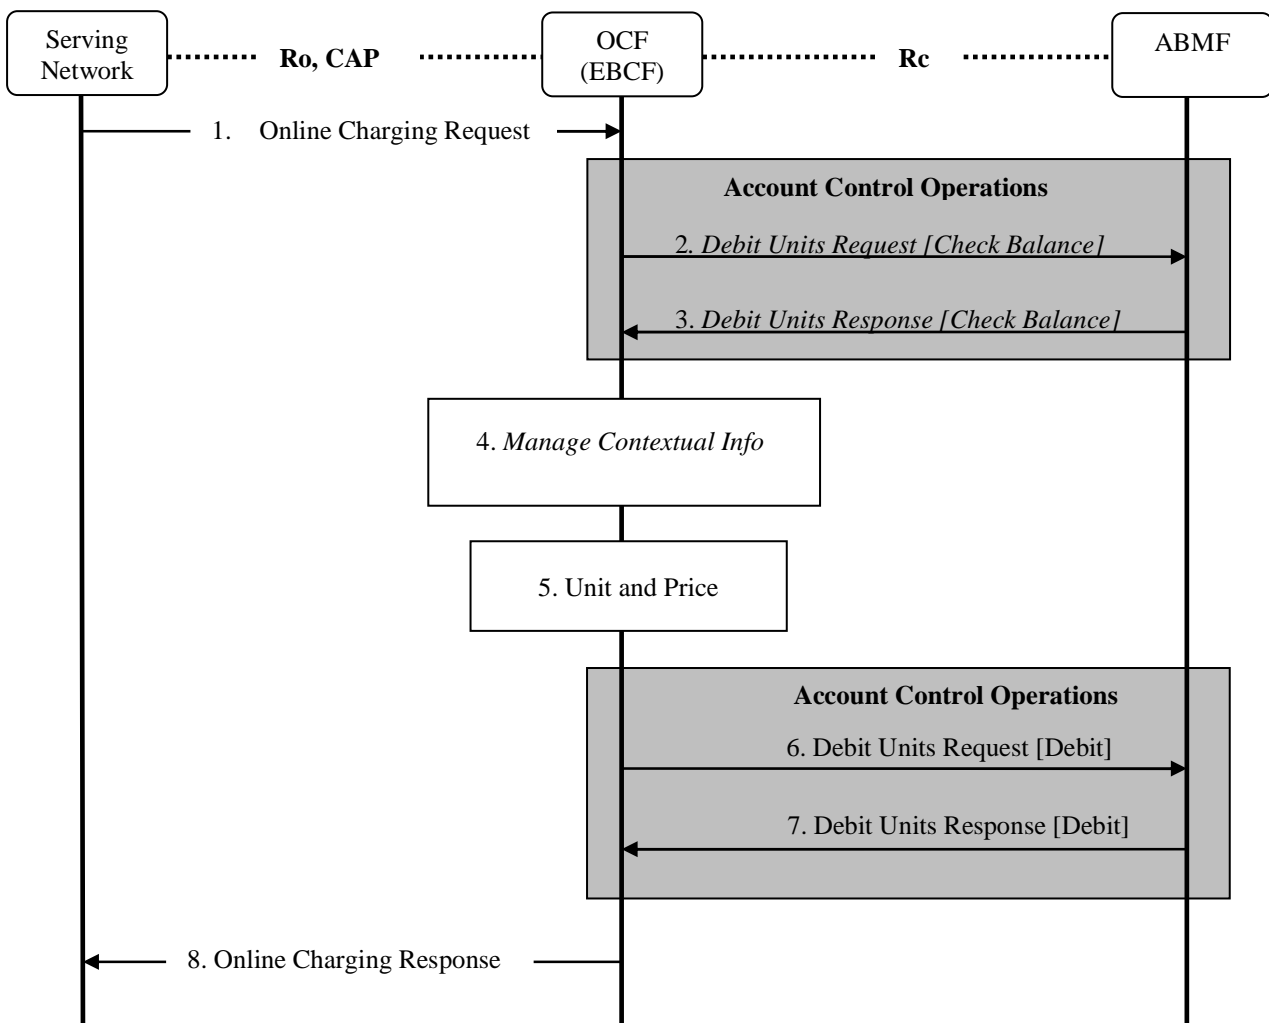 Serving
Network
Ro, CAP
OCF
(EBCF)
Rc
ABMF
1. Online Charging Request
Account Control Operations
2. Debit Units Request [Check Balance]
3. Debit Units Response [Check Balance]
4. Manage Contextual Info
5. Unit and Price
Account Control Operations
6. Debit Units Request [Debit]
7. Debit Units Response [Debit]
8. Online Charging Response